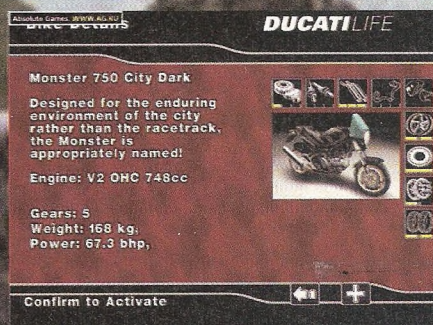 Absolute Games. WWW.AG.RU
Bike Details
DUCATILIFE
Monster 750 City Dark
Designed for the enduring
environment of the city
rather than the racetrack,
the Monster is
appropriately named!
Engine: V2 OHC 748cc
Gears: 5
Weight: 168 kg,
Power: 67.3 bhp,
Confirm to Activate